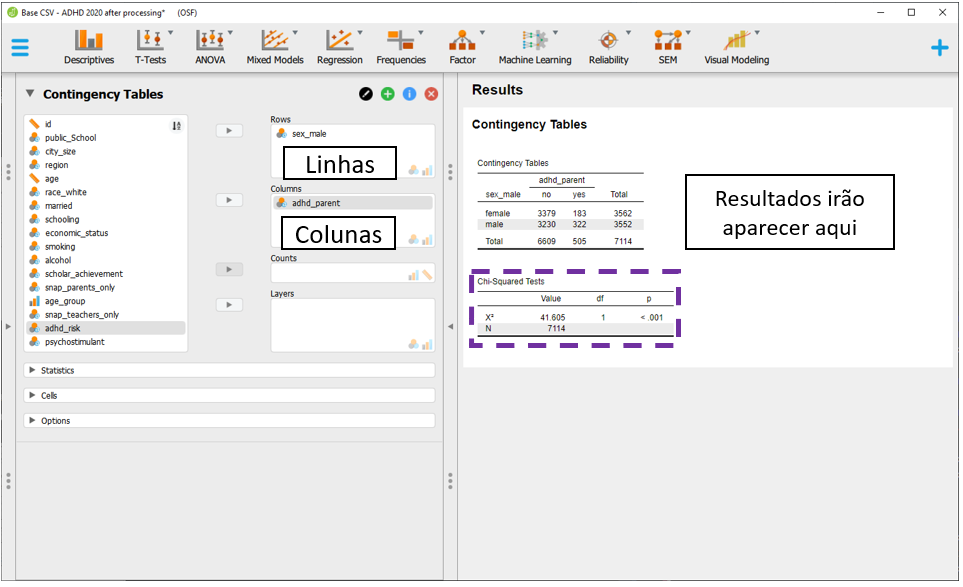 Base CSV - ADHD 2020 after processing* (OSF)
Descriptives T-Tests ANOVA Mixed Models Regression Frequencies Factor Machine Learning Reliability SEM Visual Modeling
Contingency Tables
id
public_School
city_size
region
age
race_white
married
schooling
economic_status
smoking
alcohol
scholar_achievement
snap_parents_only
age_group
snap_teachers_only
adhd_risk
psychostimulant
Rows
sex_male
Linhas
Columns
adhd_parent
Colunas
Counts
Layers
Statistics
Cells
Options
Results
Contingency Tables
Contingency Tables
adhd_parent
sex_male no yes Total
female 3379 183 3562
male 3230 322 3552
Total 6609 505 7114
Resultados irão
aparecer aqui
Chi-Squared Tests
Value df p
X² 41.605 1 < .001
N 7114